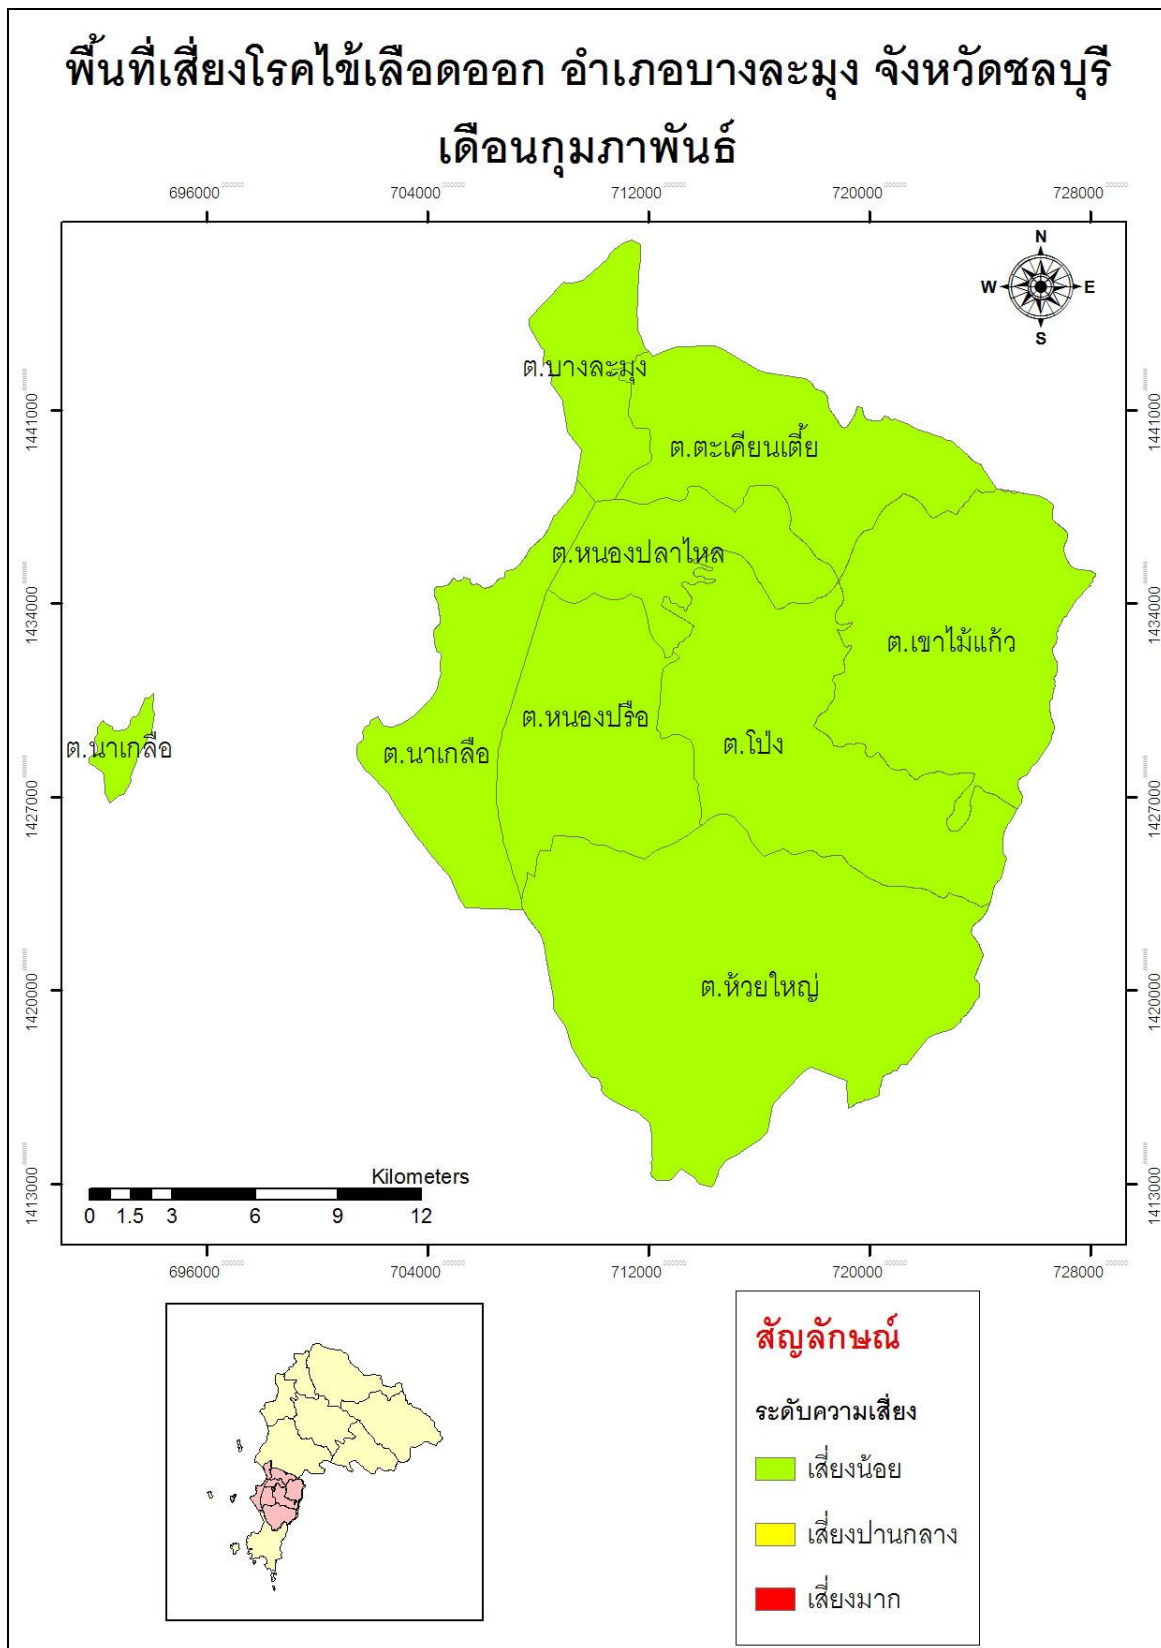 พื้นที่เสี่ยงโรคไข้เลือดออก อำเภอบางละมุง จังหวัดชลบุรี
เดือนกุมภาพันธ์
696000 704000 712000 720000 728000
N
W E
S
ต.บางละมุง
1441000 1441000
ต.ตะเคียนเตี้ย
ต.หนองปลาไหล
1434000 1434000
ต.เขาไม้แก้ว
ต.หนองปรือ
ต.นาเกลือ ต.นาเกลือ ต.โป่ง
1427000 1427000
ต.ห้วยใหญ่
1420000 1420000
Kilometers
1413000 1413000
0 1.5 3 6 9 12
696000 704000 712000 720000 728000
สัญลักษณ์
ระดับความเสี่ยง
เสี่ยงน้อย
เสี่ยงปานกลาง
เสี่ยงมาก